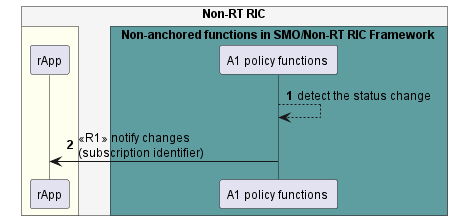 Non-RT RIC
Non-anchored functions in SMO/Non-RT RIC Framework
rApp
A1 policy functions
1 detect the status change
2 «R1» notify changes
(subscription identifier)
rApp
A1 policy functions